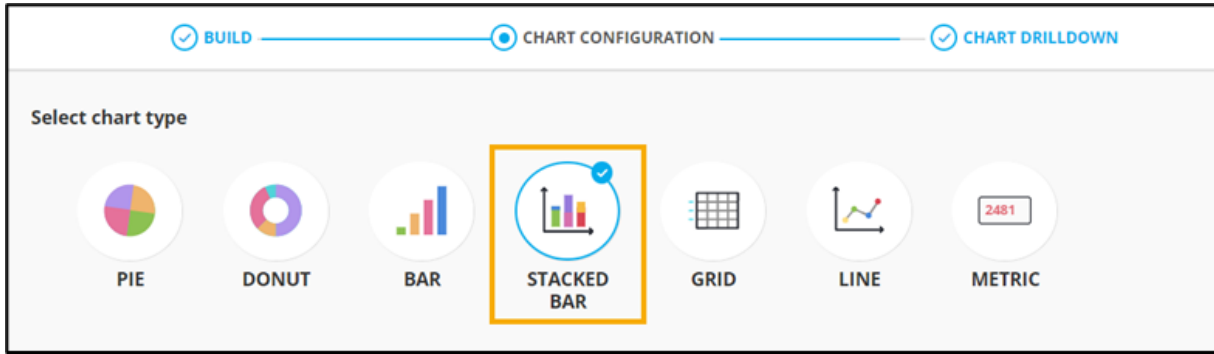 BUILD
CHART CONFIGURATION
CHART DRILLDOWN
Select chart type
2481
PIE
DONUT
BAR
STACKED
BAR
GRID
LINE
METRIC